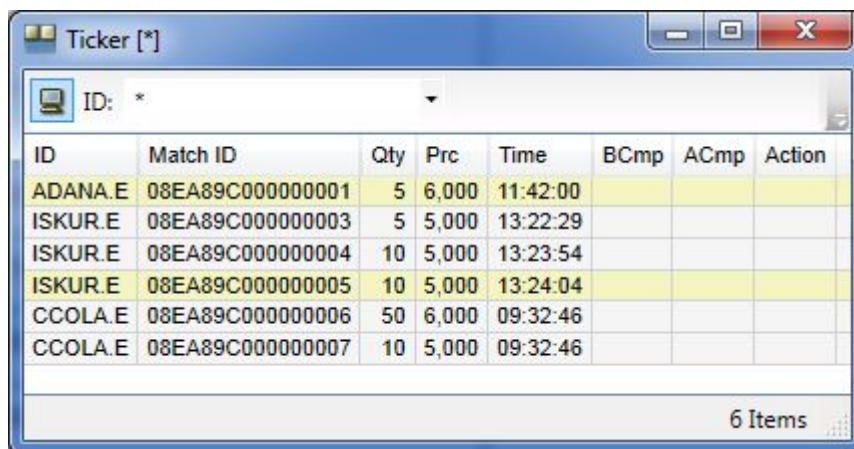 Ticker [*]
ID: *
ID Match ID Qty Prc Time BCmp ACmp Action
ADANA.E 08EA89C000000001 5 6,000 11:42:00
ISKUR.E 08EA89C000000003 5 5,000 13:22:29
ISKUR.E 08EA89C000000004 10 5,000 13:23:54
ISKUR.E 08EA89C000000005 10 5,000 13:24:04
CCOLA.E 08EA89C000000006 50 6,000 09:32:46
CCOLA.E 08EA89C000000007 10 5,000 09:32:46
6 Items